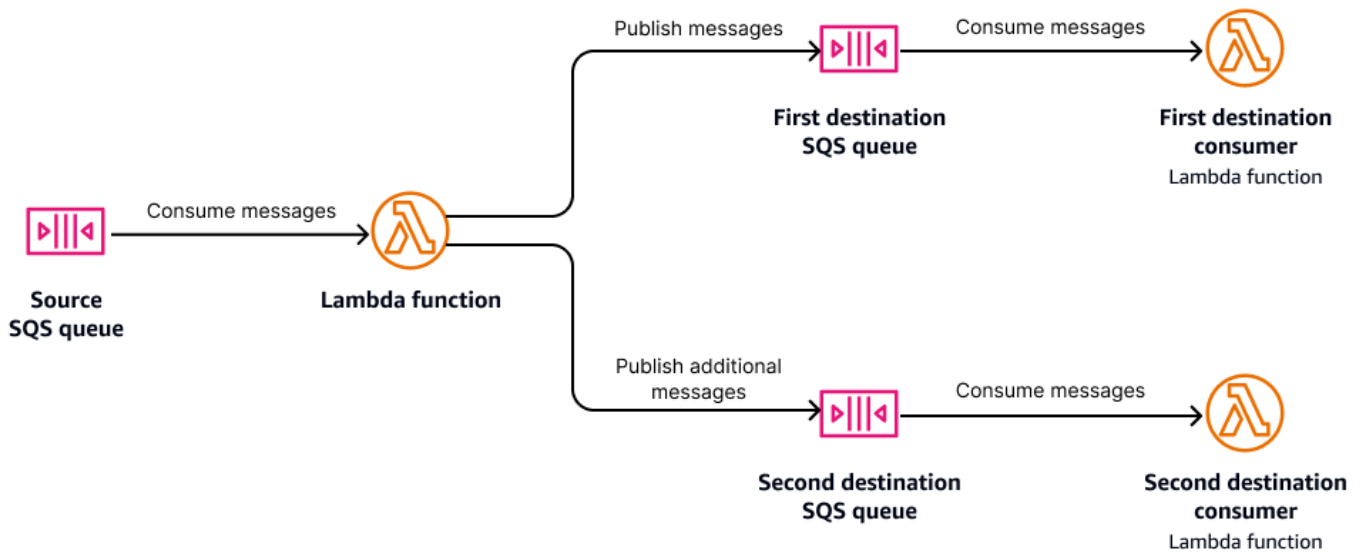 Publish messages
Consume messages
First destination
SQS queue
First destination
consumer
Lambda function
Consume messages
Source
SQS queue
Lambda function
Publish additional
messages
Consume messages
Second destination
SQS queue
Second destination
consumer
Lambda function